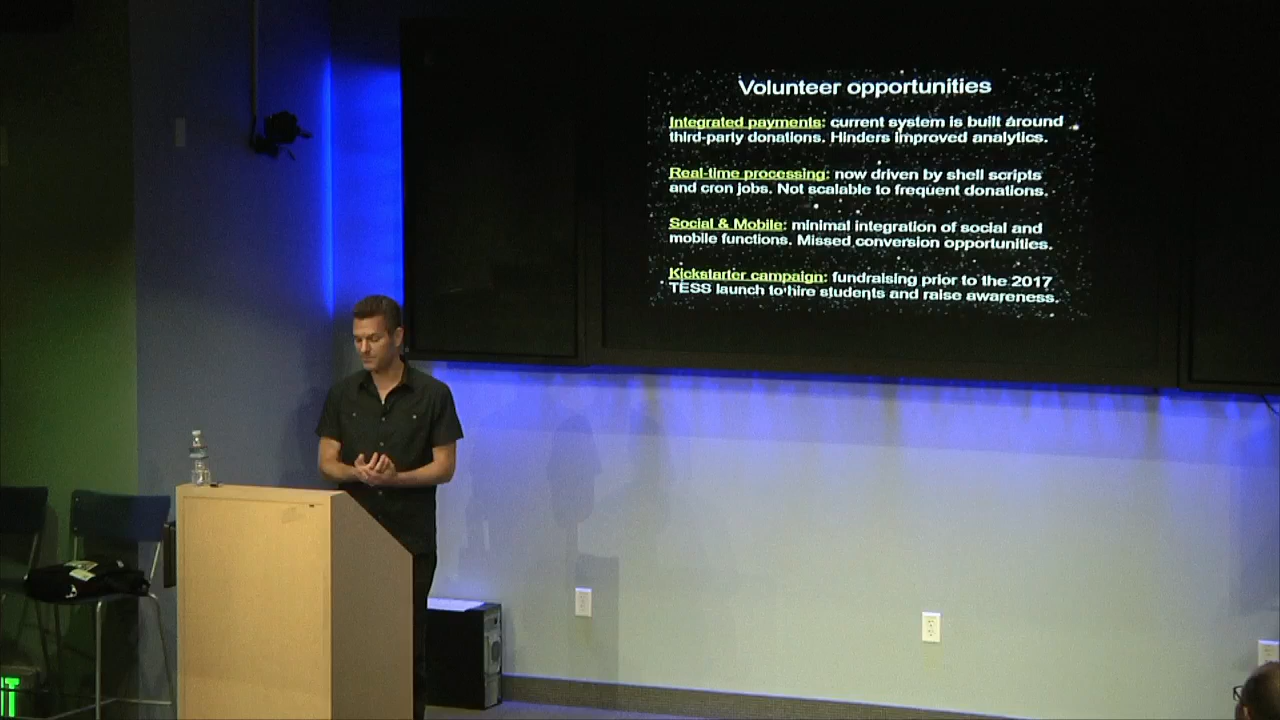 Volunteer opportunities
Integrated payments: current system is built around
third-party donations. Hinders improved analytics.
Real-time processing: now driven by shell scripts
and cron jobs. Not scalable to frequent donations.
Social & Mobile: minimal integration of social and
mobile functions. Missed conversion opportunities.
Kickstarter campaign: fundraising prior to the 2017
TESS launch to hire students and raise awareness.